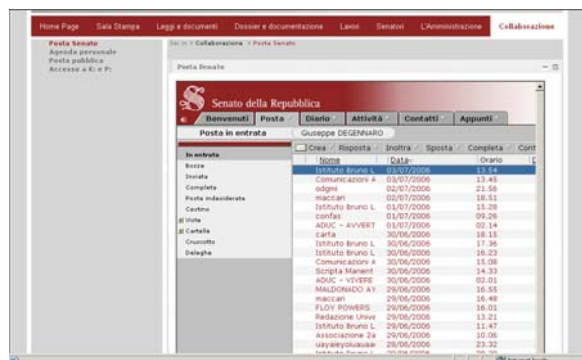 Home Page Sala Stampa Leggi e documenti Dossier e documentazione Lavori Senatori L'Amministrazione Collaborazione
Posta Senato
Agenda personale
Posta pubblica
Accesso a K: e P:
Sei in » Collaborazione » Posta Senato
Posta Senato
Senato della Repubblica
Benvenuti Posta Diario Attività Contatti Appunti
Posta in entrata Giuseppe DEGENNARO
Crea Risposta Inoltra Sposta Completa Cont
In entrata
Bozze
Inviata
Completa
Posta indesiderata
Cestino
Viste
Cartelle
Cruscotto
Deleghe
Nome Data Orario
Istituto Bruno L 03/07/2006 13.54
Comunicazioni A 03/07/2006 13.45
odgmi 02/07/2006 21.56
maccari 02/07/2006 18.51
Istituto Bruno L 01/07/2006 15.28
confas 01/07/2006 09.26
ADUC - AVVERT 01/07/2006 02.14
carta 30/06/2006 18.15
Istituto Bruno L 30/06/2006 17.36
Istituto Bruno L 30/06/2006 16.23
Comunicazioni A 30/06/2006 15.08
Scripta Manent 30/06/2006 14.33
ADUC - VIVERE 30/06/2006 02.01
MALDONADO AY 29/06/2006 16.55
maccari 29/06/2006 16.48
FLOY POWERS 29/06/2006 16.01
Redazione Unive 29/06/2006 13.21
Istituto Bruno L 29/06/2006 11.47
Associazione 2a 29/06/2006 10.06
29/06/2006 23.32